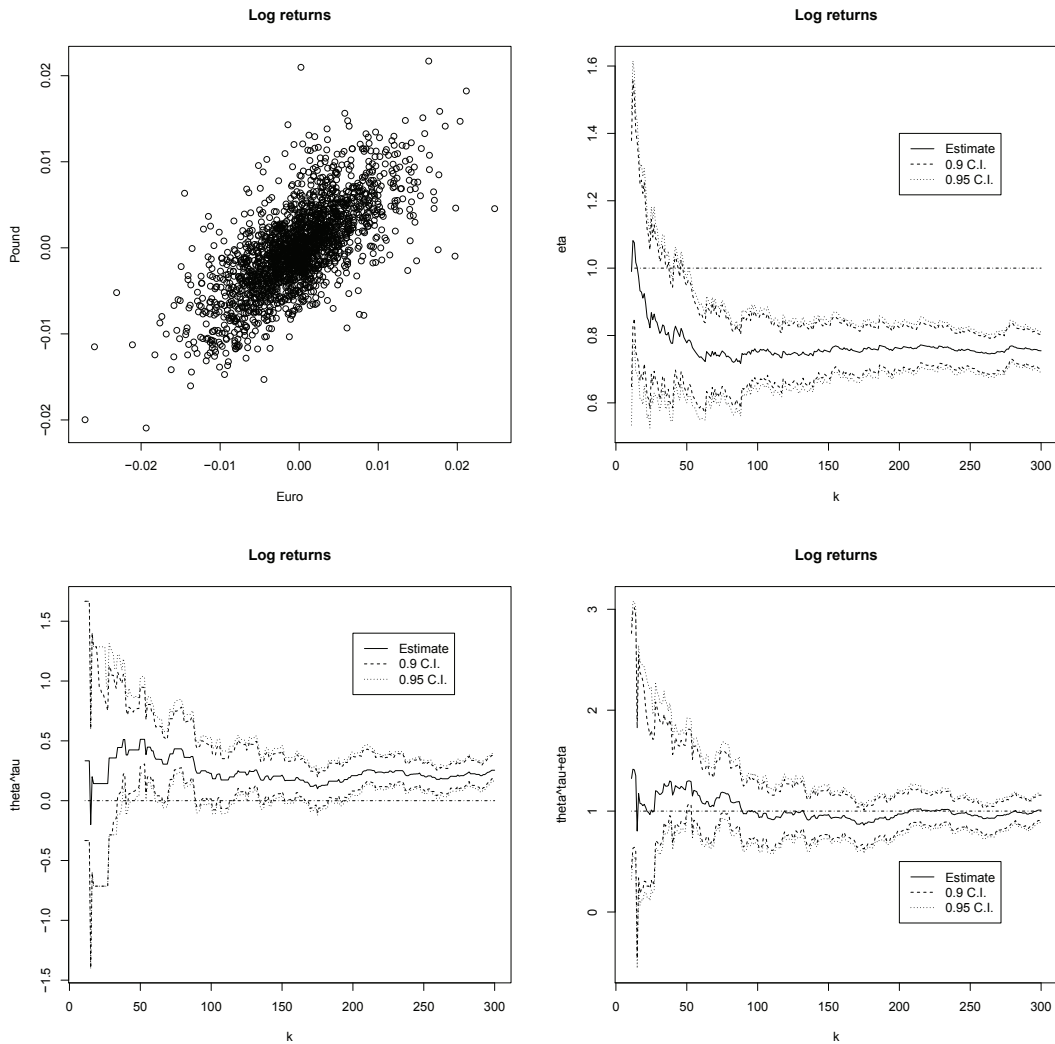 Log returns
0.02
0.01
0.00
−0.01
−0.02
Pound
−0.02
−0.01
0.00
0.01
0.02
Euro
Log returns
1.6
1.4
1.2
1.0
0.8
0.6
eta
Estimate
0.9 C.I.
0.95 C.I.
0
50
100
150
200
250
300
k
Log returns
1.5
1.0
0.5
0.0
−0.5
−1.0
−1.5
theta^tau
Estimate
0.9 C.I.
0.95 C.I.
0
50
100
150
200
250
300
k
Log returns
3
2
1
0
theta^tau+eta
Estimate
0.9 C.I.
0.95 C.I.
0
50
100
150
200
250
300
k